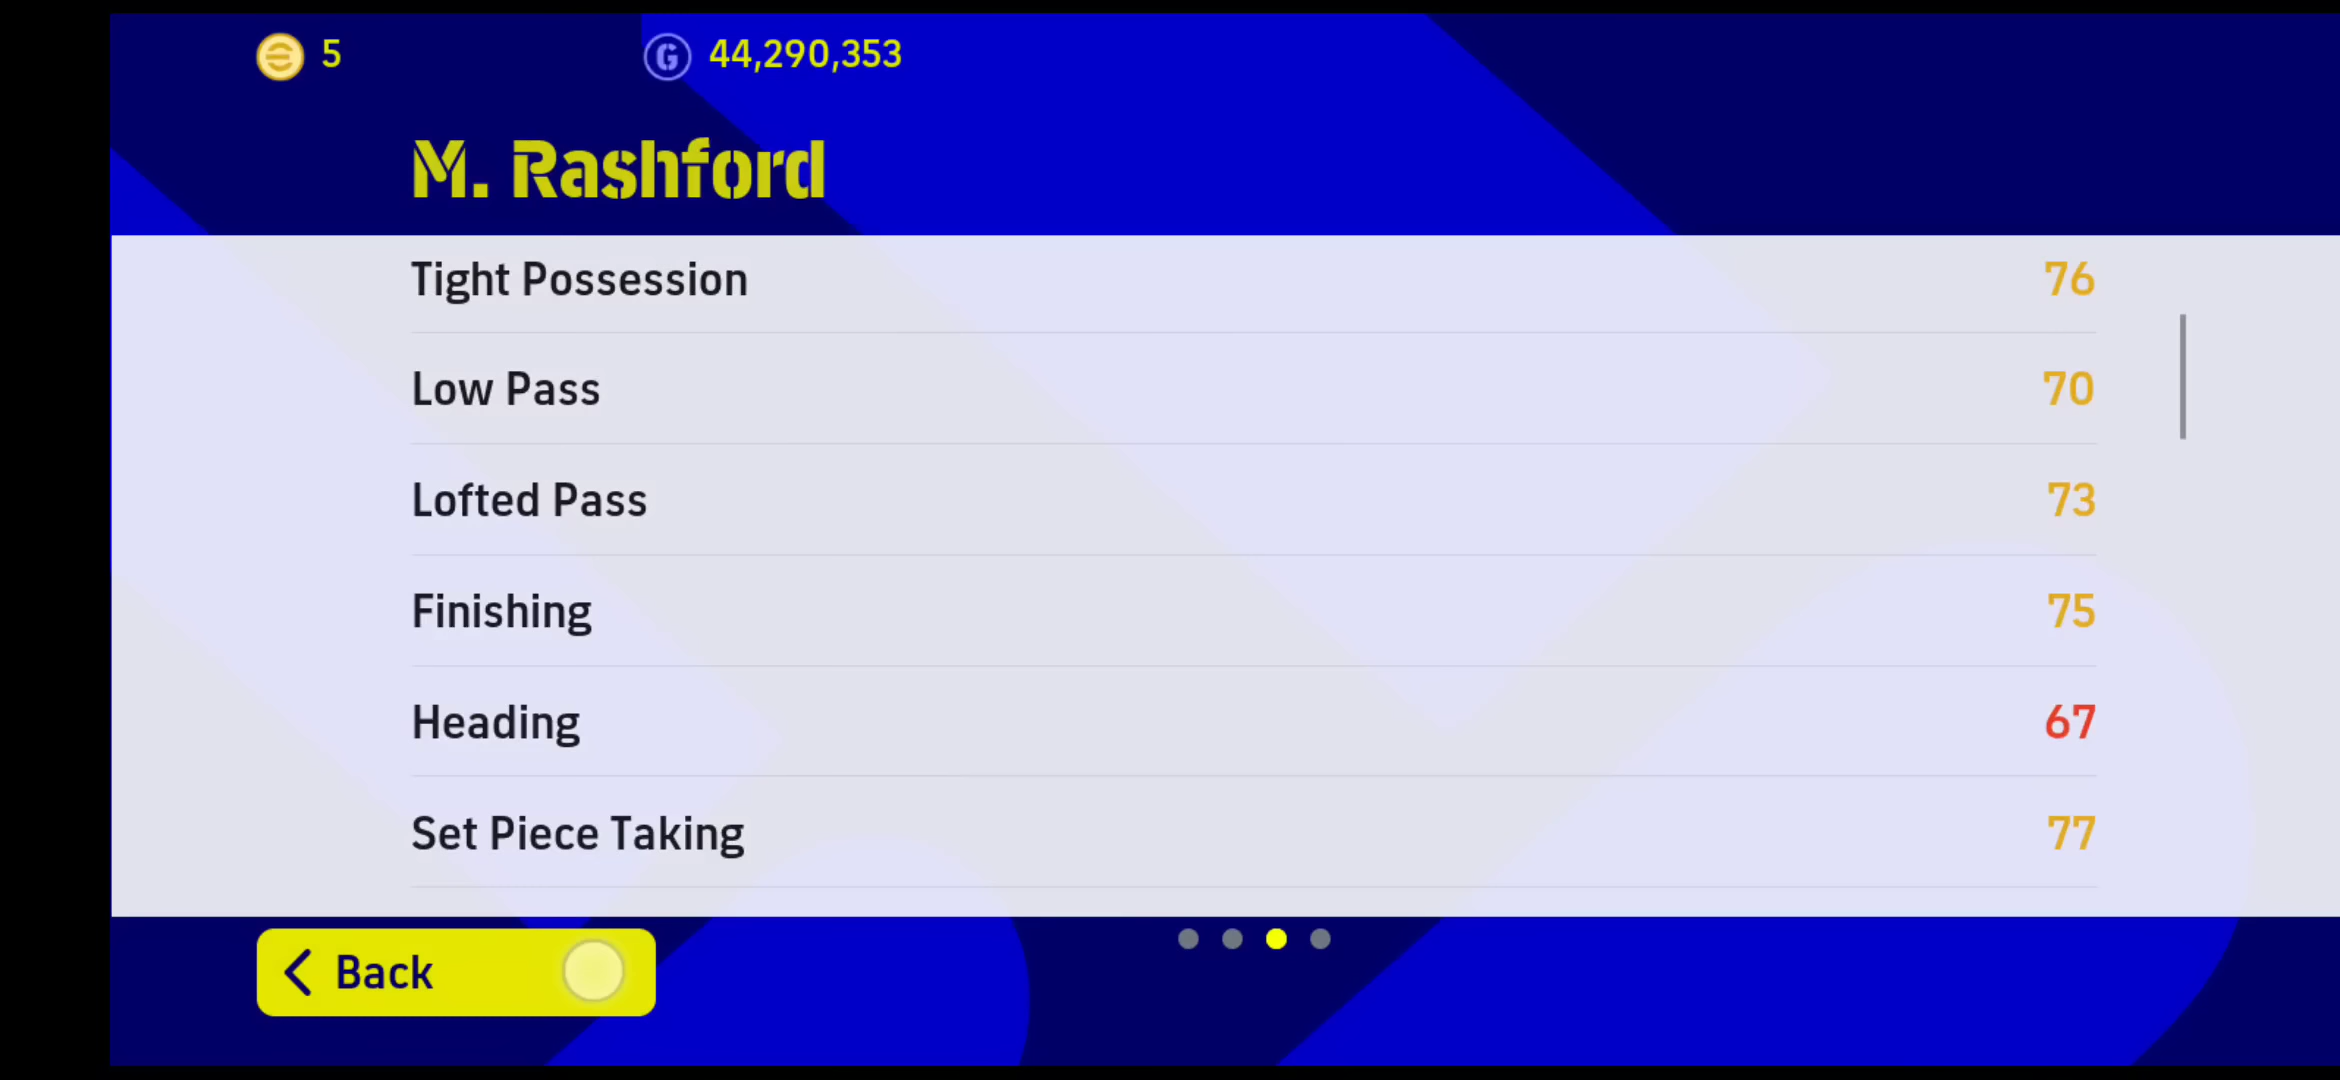 5
44,290,353
M. Rashford
Tight Possession 76
Low Pass 70
Lofted Pass 73
Finishing 75
Heading 67
Set Piece Taking 77
Back